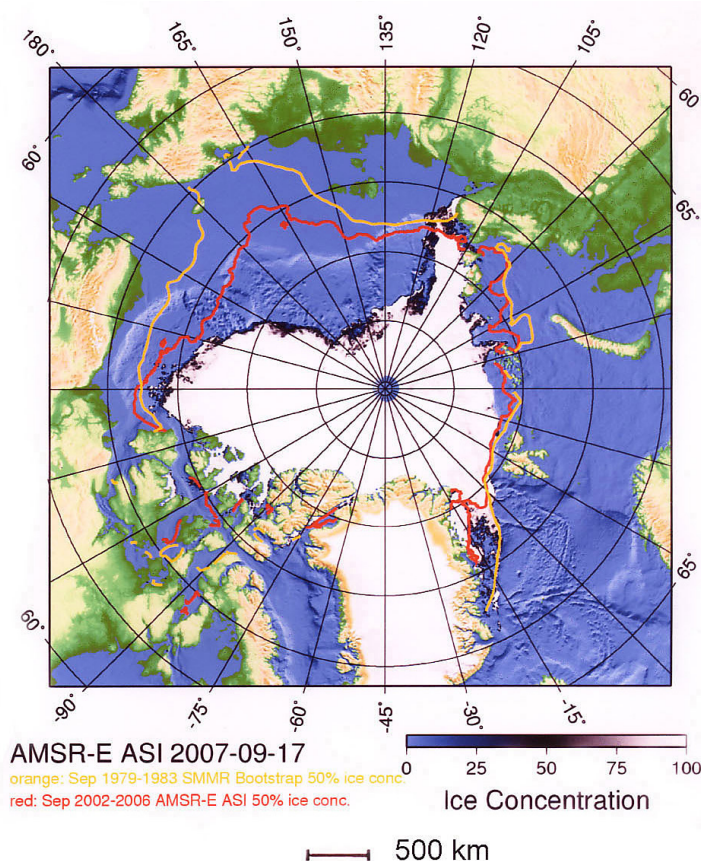 180°
165°
150°
135°
120°
105°
60
60°
65°
65°
60°
-90°
-75°
-60°
-45°
-30°
-15°
AMSR-E ASI 2007-09-17
orange: Sep 1979-1983 SMMR Bootstrap 50% ice conc.
red: Sep 2002-2006 AMSR-E ASI 50% ice conc.
0 25 50 75 100
Ice Concentration
500 km